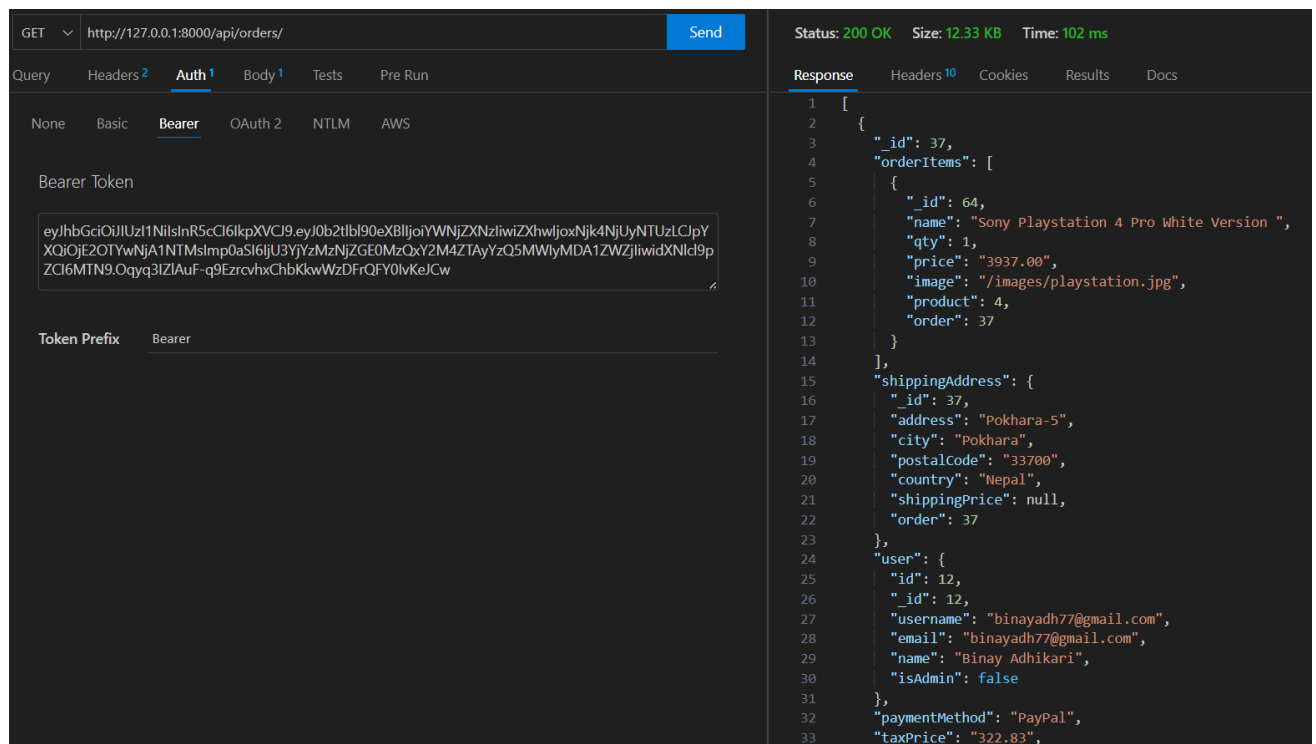 GET http://127.0.0.1:8000/api/orders/ Send
Query Headers 2 Auth 1 Body 1 Tests Pre Run
None Basic Bearer OAuth 2 NTLM AWS
Bearer Token
Token Prefix Bearer
Status: 200 OK Size: 12.33 KB Time: 102 ms
Response Headers 10 Cookies Results Docs
1 [
2 {
3 "_id": 37,
4 "orderItems": [
5 {
6 "_id": 64,
7 "name": "Sony Playstation 4 Pro White Version ",
8 "qty": 1,
9 "price": "3937.00",
10 "image": "/images/playstation.jpg",
11 "product": 4,
12 "order": 37
13 }
14 ],
15 "shippingAddress": {
16 "_id": 37,
17 "address": "Pokhara-5",
18 "city": "Pokhara",
19 "postalCode": "33700",
20 "country": "Nepal",
21 "shippingPrice": null,
22 "order": 37
23 },
24 "user": {
25 "id": 12,
26 "_id": 12,
27 "username": "binayadh77@gmail.com",
28 "email": "binayadh77@gmail.com",
29 "name": "Binay Adhikari",
30 "isAdmin": false
31 },
32 "paymentMethod": "PayPal",
33 "taxPrice": "322.83",